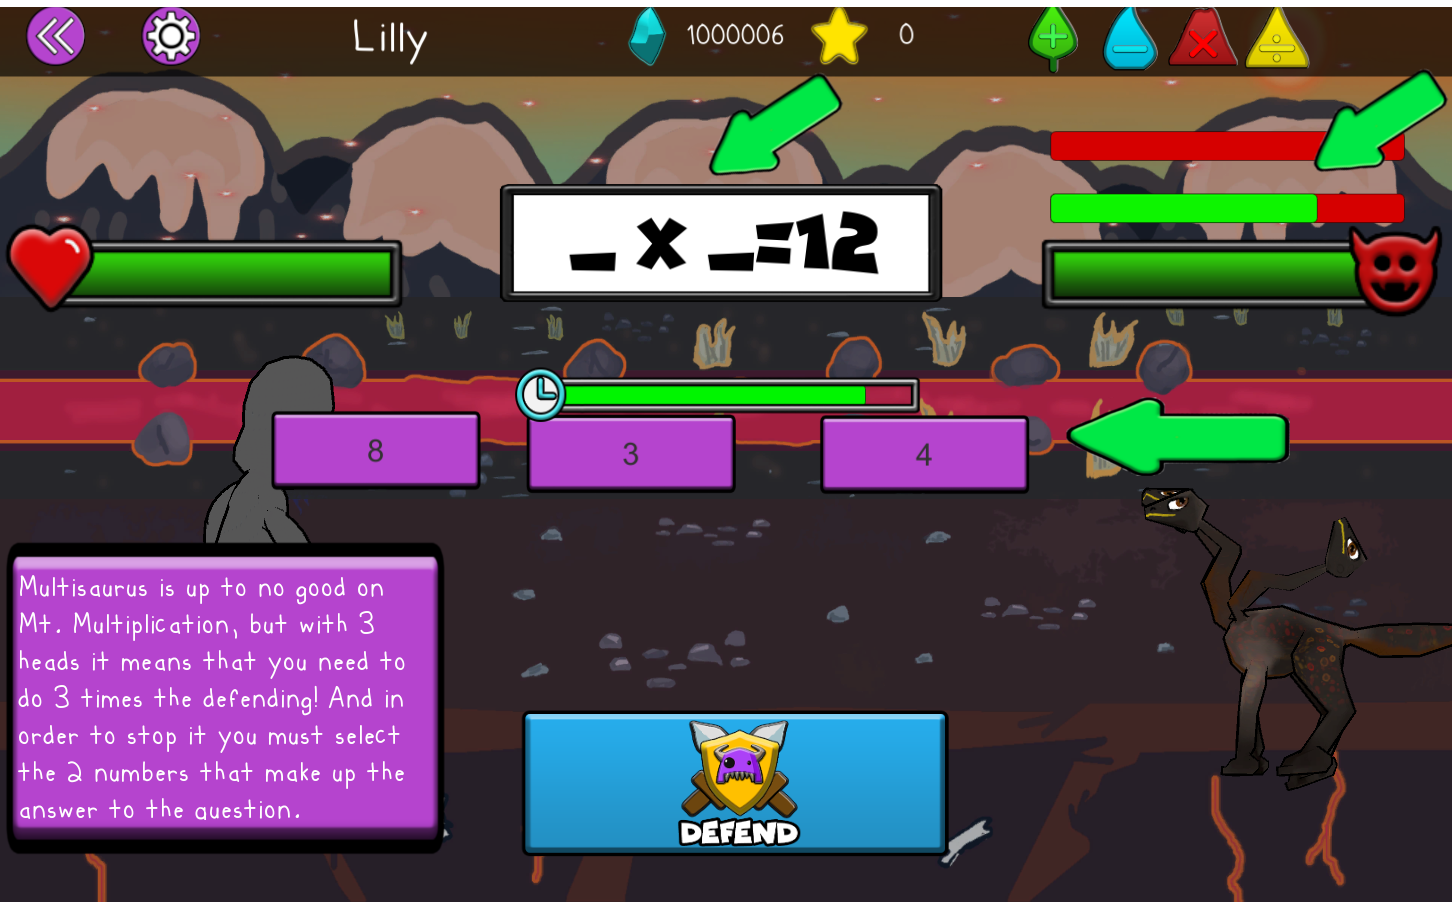 Lilly
1000006
0
_ x _=12
8
3
4
Multisaurus is up to no good on
Mt. Multiplication, but with 3
heads it means that you need to
do 3 times the defending! And in
order to stop it you must select
the 2 numbers that make up the
answer to the question.
DEFEND